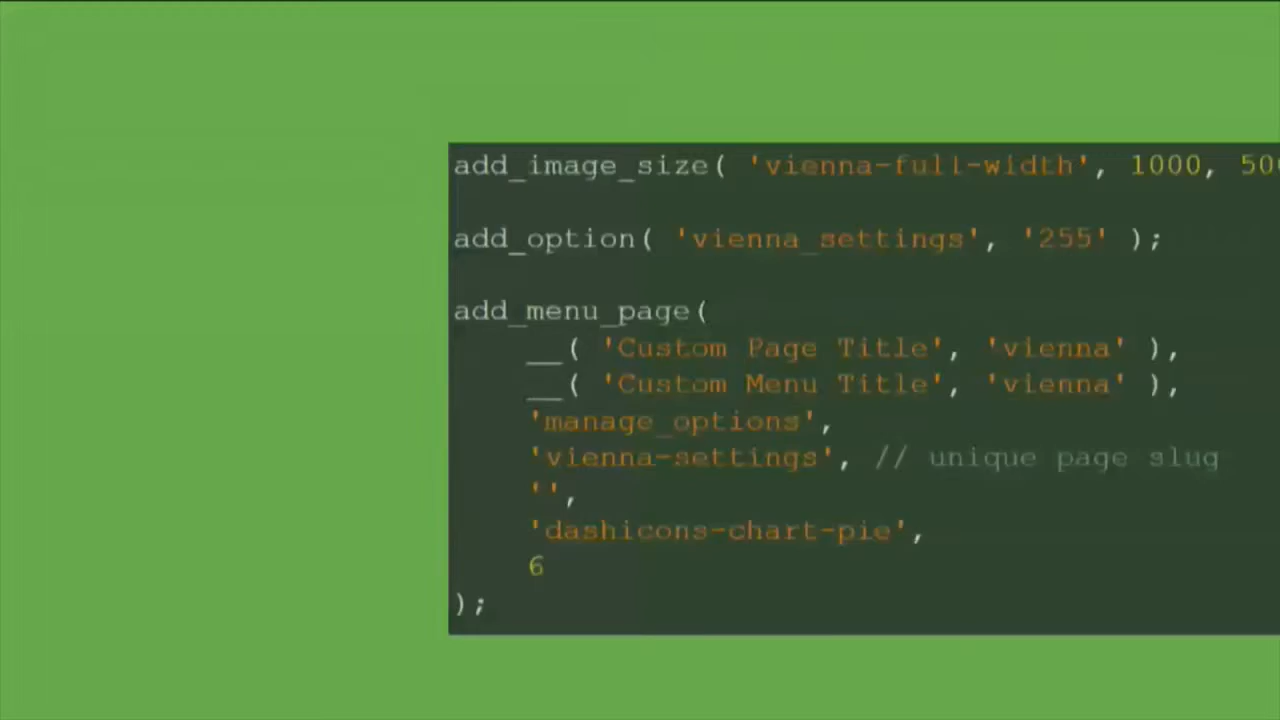 add_image_size( 'vienna-full-width', 1000, 50
add_option( 'vienna_settings', '255' );
add_menu_page(
__( 'Custom Page Title', 'vienna' ),
__( 'Custom Menu Title', 'vienna' ),
'manage_options',
'vienna-settings', // unique page slug
'',
'dashicons-chart-pie',
6
);